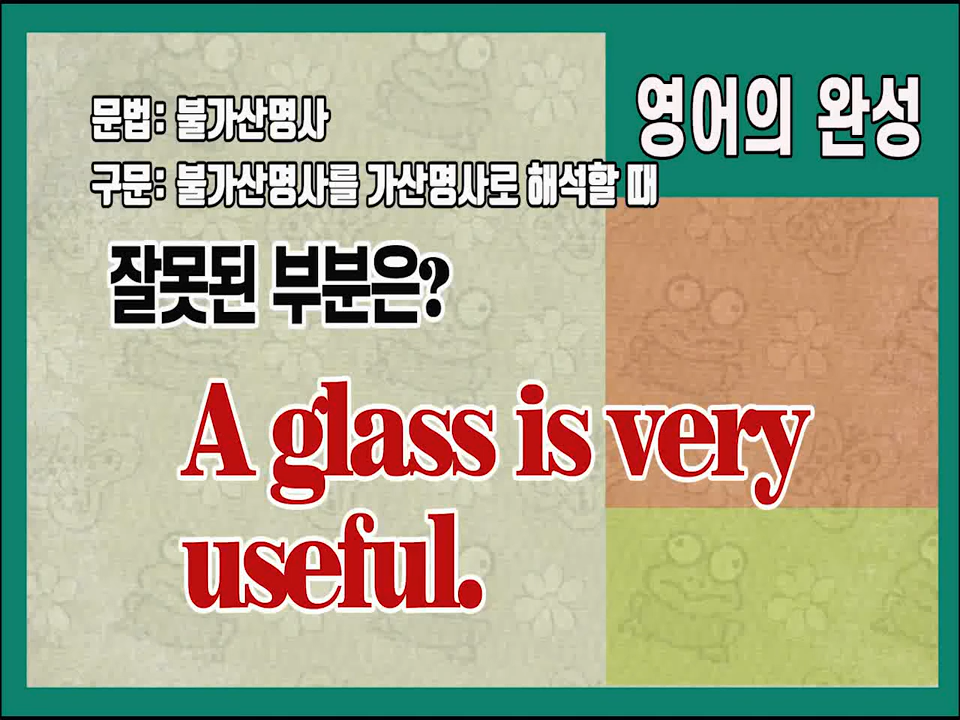 영어의 완성
문법: 불가산명사
구문: 불가산명사를 가산명사로 해석할 때
잘못된 부분은?
A glass is very
useful.